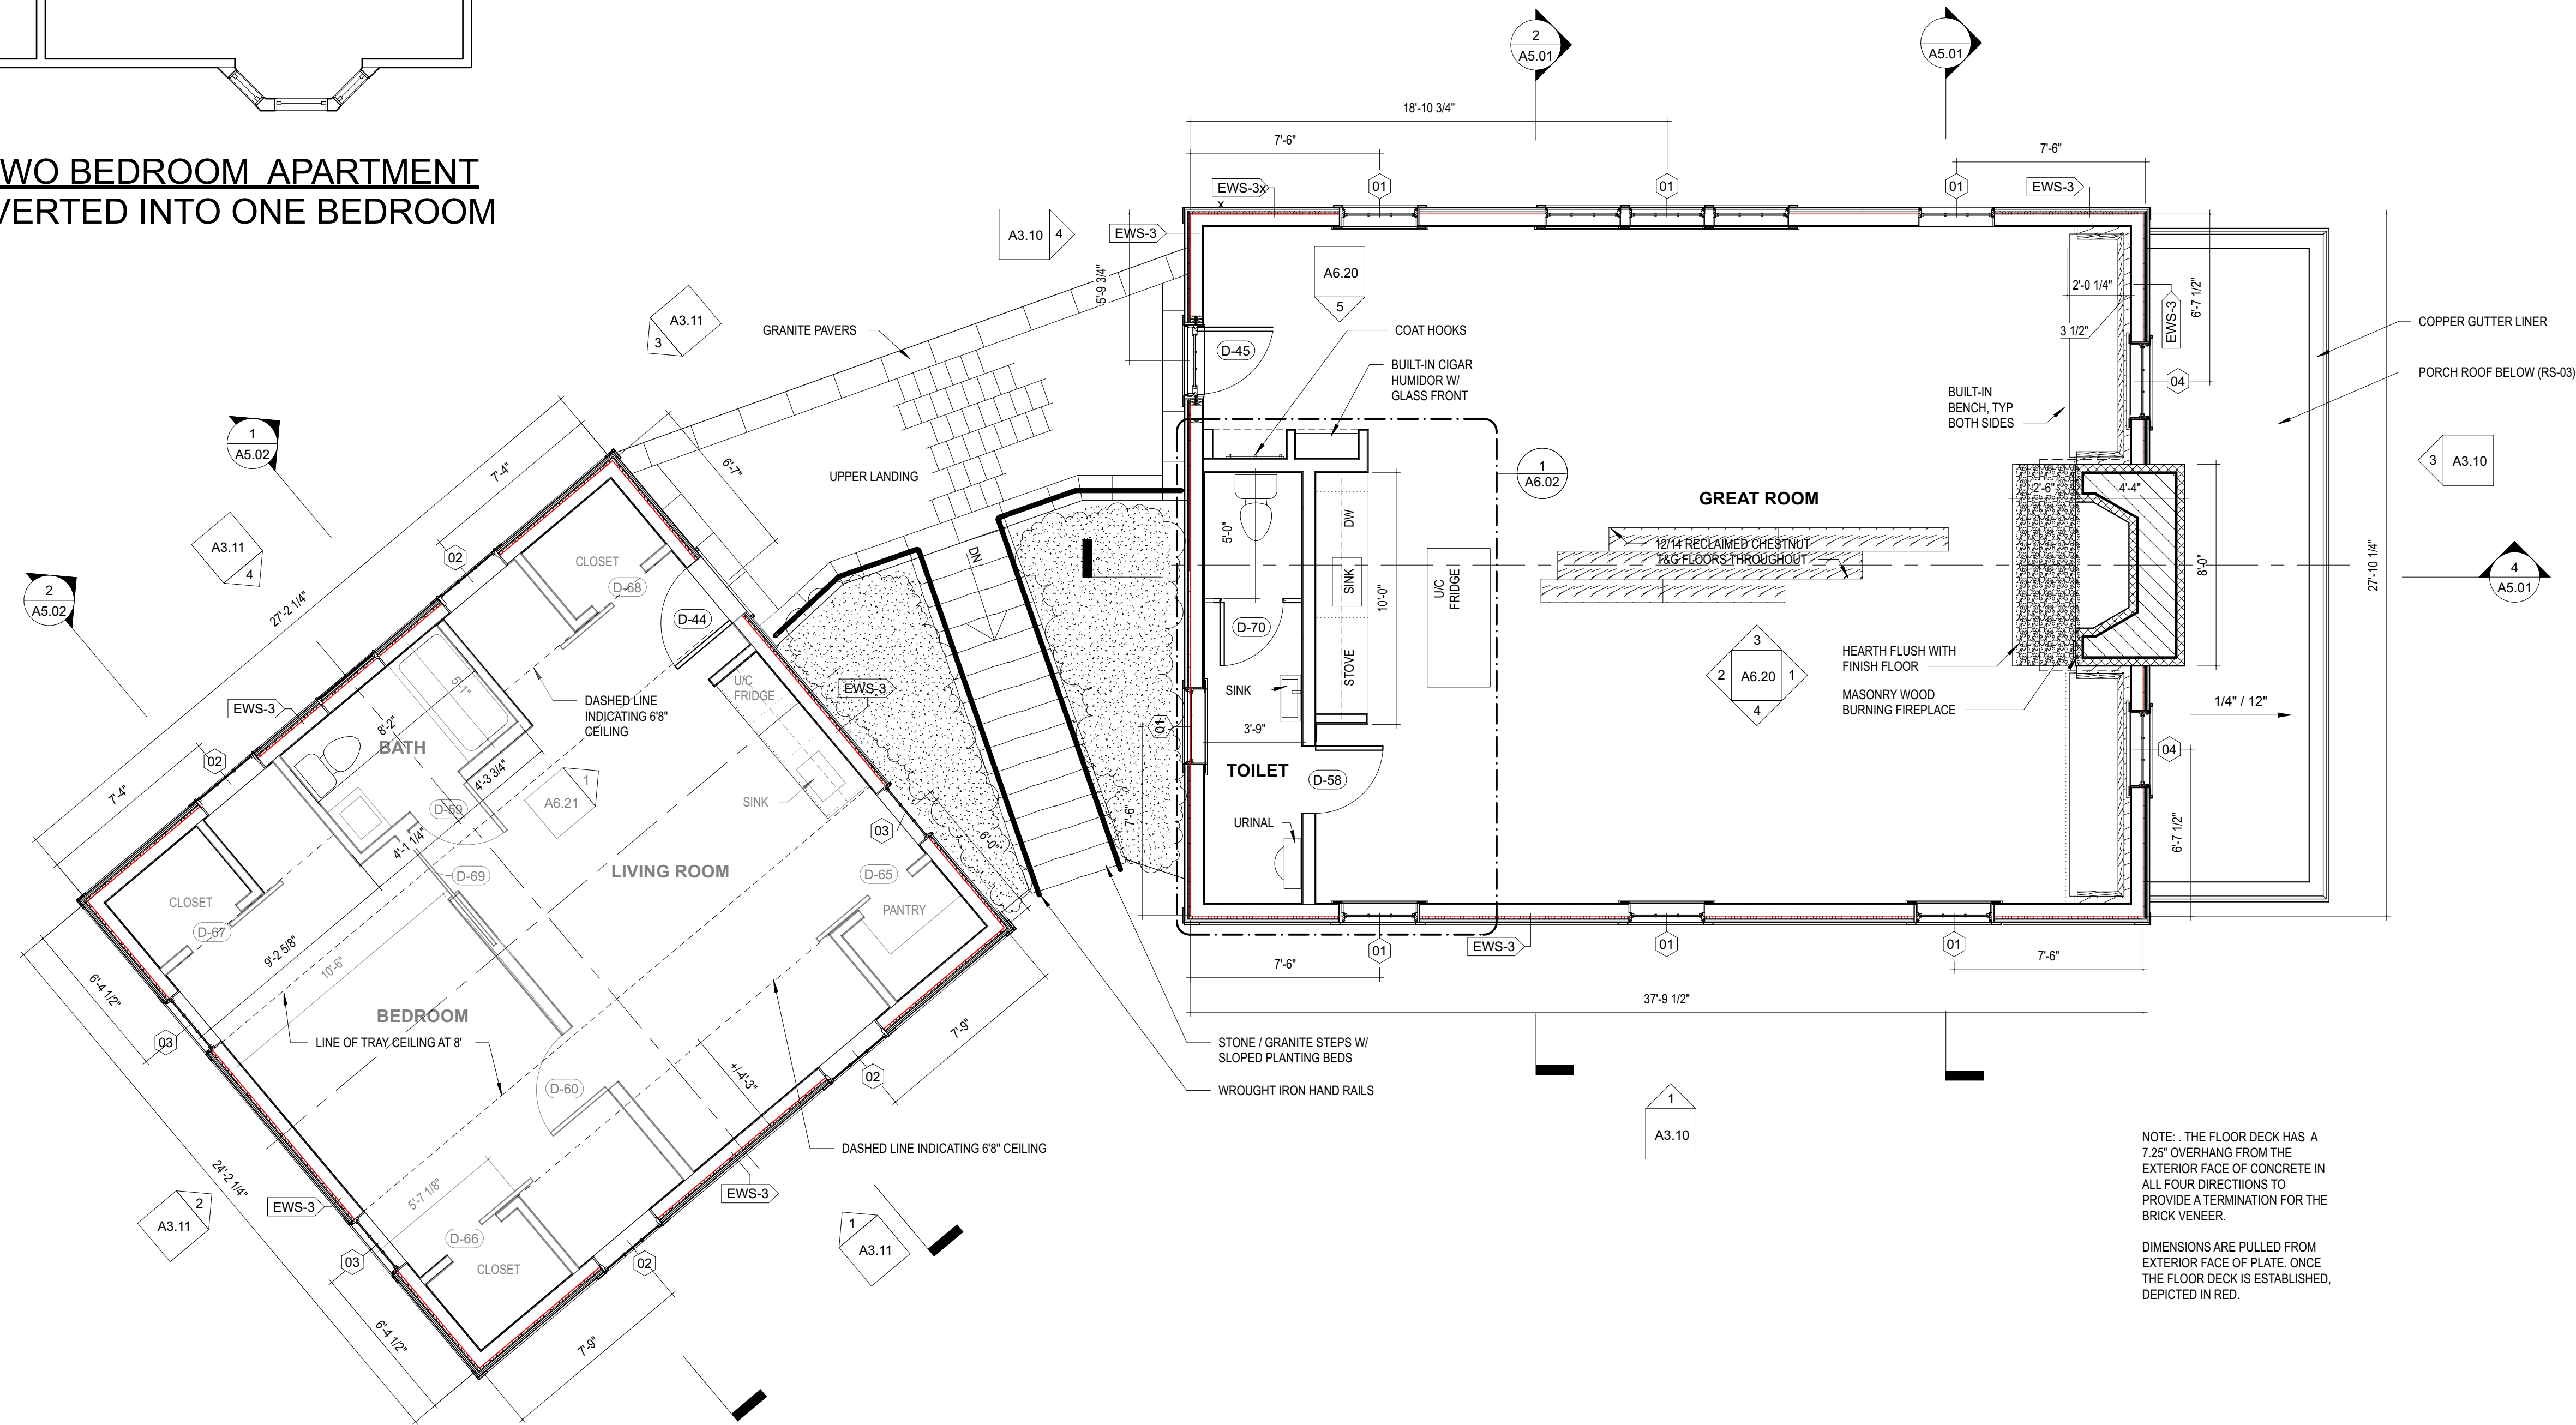 WO BEDROOM APARTMENT
VERTED INTO ONE BEDROOM
2
A5.01
A5.01
18'-10 3/4"
7'-6"
7'-6"
01
01
01
EWS-3x
x
EWS-3
A3.10
4
EWS-3
5'-9 3/4"
A6.20
5
2'-0 1/4"
3 1/2"
EWS-3
6'-7 1/2"
A3.11
3
GRANITE PAVERS
D-45
COAT HOOKS
COPPER GUTTER LINER
BUILT-IN CIGAR
HUMIDOR W/
GLASS FRONT
04
PORCH ROOF BELOW (RS-03)
BUILT-IN
BENCH, TYP
BOTH SIDES
1
A5.02
7'-4"
6'-7"
UPPER LANDING
1
A6.02
3
A3.10
GREAT ROOM
2'-6"
4'-4"
DW
5'-0"
A3.11
4
02
CLOSET
DN
12/14 RECLAIMED CHESTNUT
T&G FLOORS THROUGHOUT
8'-0"
27'-10 1/4"
4
A5.01
2
A5.02
D-68
27'-2 1/4"
D-44
SINK
10'-0"
U/C
FRIDGE
D-70
3
2
A6.20
1
4
HEARTH FLUSH WITH
FINISH FLOOR
STOVE
MASONRY WOOD
BURNING FIREPLACE
1/4" / 12"
U/C
FRIDGE
EWS-3
5'-1"
SINK
EWS-3
DASHED LINE
INDICATING 6'8"
CEILING
8'-2"
BATH
01
3'-9"
04
02
4'-3 3/4"
TOILET
D-58
7'-4"
A6.21
1
SINK
D-59
7'-6"
URINAL
03
6'-0"
4'-1 1/4"
6'-7 1/2"
LIVING ROOM
D-69
D-65
CLOSET
PANTRY
D-67
9'-2 5/8"
10'-6"
01
EWS-3
01
01
7'-6"
7'-6"
6'-4 1/2"
37'-9 1/2"
BEDROOM
03
LINE OF TRAY CEILING AT 8'
7'-9"
STONE / GRANITE STEPS W/
SLOPED PLANTING BEDS
02
+/-4'-3"
D-60
WROUGHT IRON HAND RAILS
1
A3.10
DASHED LINE INDICATING 6'8" CEILING
24'-2 1/4"
5'-7 1/8"
EWS-3
EWS-3
2
A3.11
1
A3.11
D-66
CLOSET
03
02
6'-4 1/2"
7'-9"
NOTE: . THE FLOOR DECK HAS A
7.25" OVERHANG FROM THE
EXTERIOR FACE OF CONCRETE IN
ALL FOUR DIRECTIIONS TO
PROVIDE A TERMINATION FOR THE
BRICK VENEER.
DIMENSIONS ARE PULLED FROM
EXTERIOR FACE OF PLATE. ONCE
THE FLOOR DECK IS ESTABLISHED,
DEPICTED IN RED.